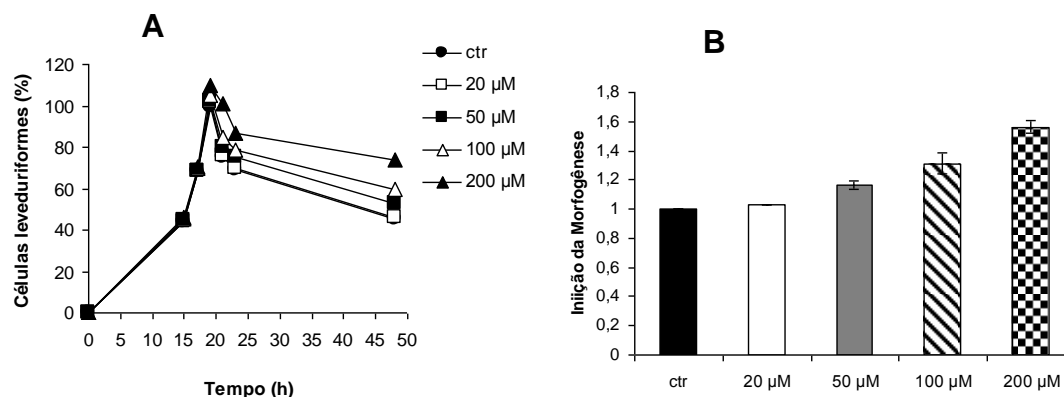 A
Células leveduriformes (%)
120
100
80
60
40
20
0
0 5 10 15 20 25 30 35 40 45 50
Tempo (h)
ctr
20 µM
50 µM
100 µM
200 µM
B
Iniição da Morfogênese
1,8
1,6
1,4
1,2
1
0,8
0,6
0,4
0,2
0
ctr 20 µM 50 µM 100 µM 200 µM